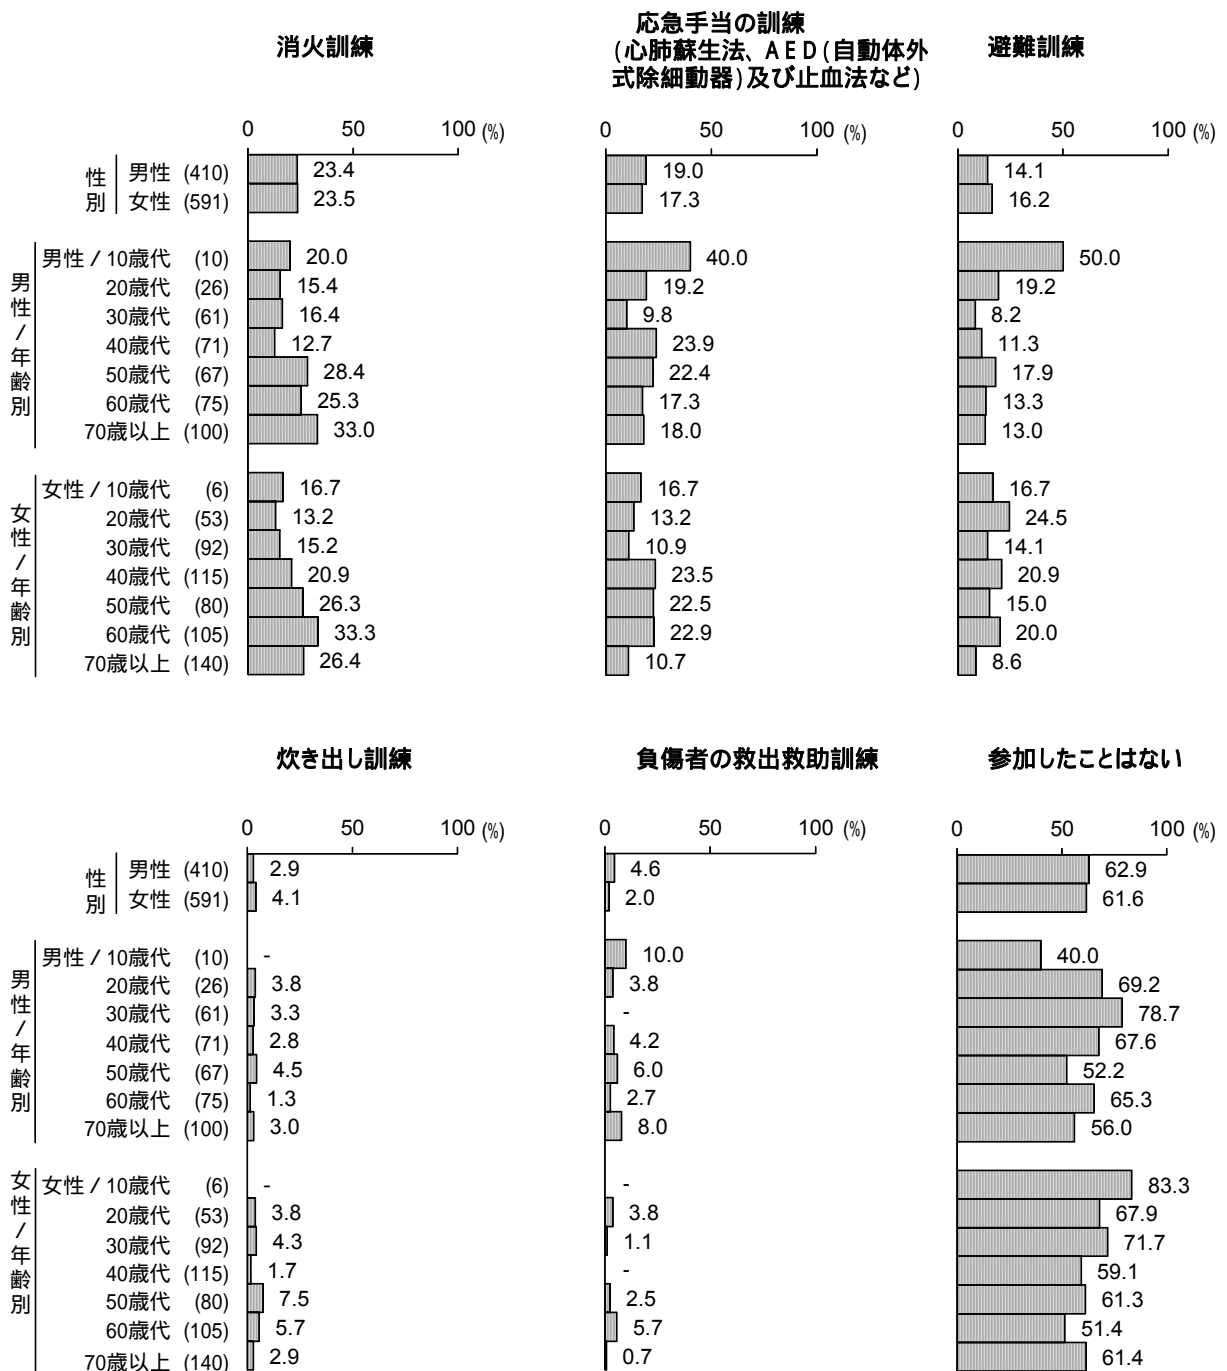 消火訓練
応急手当の訓練
(心肺蘇生法、AED(自動体外
式除細動器)及び止血法など)
避難訓練
0 50 100 (%) 0 50 100 (%) 0 50 100 (%)
性別
男性 (410) 23.4 19.0 14.1
女性 (591) 23.5 17.3 16.2
男性/年齢別
男性 / 10歳代 (10) 20.0 40.0 50.0
20歳代 (26) 15.4 19.2 19.2
30歳代 (61) 16.4 9.8 8.2
40歳代 (71) 12.7 23.9 11.3
50歳代 (67) 28.4 22.4 17.9
60歳代 (75) 25.3 17.3 13.3
70歳以上 (100) 33.0 18.0 13.0
女性/年齢別
女性 / 10歳代 (6) 16.7 16.7 16.7
20歳代 (53) 13.2 13.2 24.5
30歳代 (92) 15.2 10.9 14.1
40歳代 (115) 20.9 23.5 20.9
50歳代 (80) 26.3 22.5 15.0
60歳代 (105) 33.3 22.9 20.0
70歳以上 (140) 26.4 10.7 8.6
炊き出し訓練
負傷者の救出救助訓練
参加したことはない
0 50 100 (%) 0 50 100 (%) 0 50 100 (%)
性別
男性 (410) 2.9 4.6 62.9
女性 (591) 4.1 2.0 61.6
男性/年齢別
男性 / 10歳代 (10) - 10.0 40.0
20歳代 (26) 3.8 3.8 69.2
30歳代 (61) 3.3 - 78.7
40歳代 (71) 2.8 4.2 67.6
50歳代 (67) 4.5 6.0 52.2
60歳代 (75) 1.3 2.7 65.3
70歳以上 (100) 3.0 8.0 56.0
女性/年齢別
女性 / 10歳代 (6) - - 83.3
20歳代 (53) 3.8 3.8 67.9
30歳代 (92) 4.3 1.1 71.7
40歳代 (115) 1.7 - 59.1
50歳代 (80) 7.5 2.5 61.3
60歳代 (105) 5.7 5.7 51.4
70歳以上 (140) 2.9 0.7 61.4